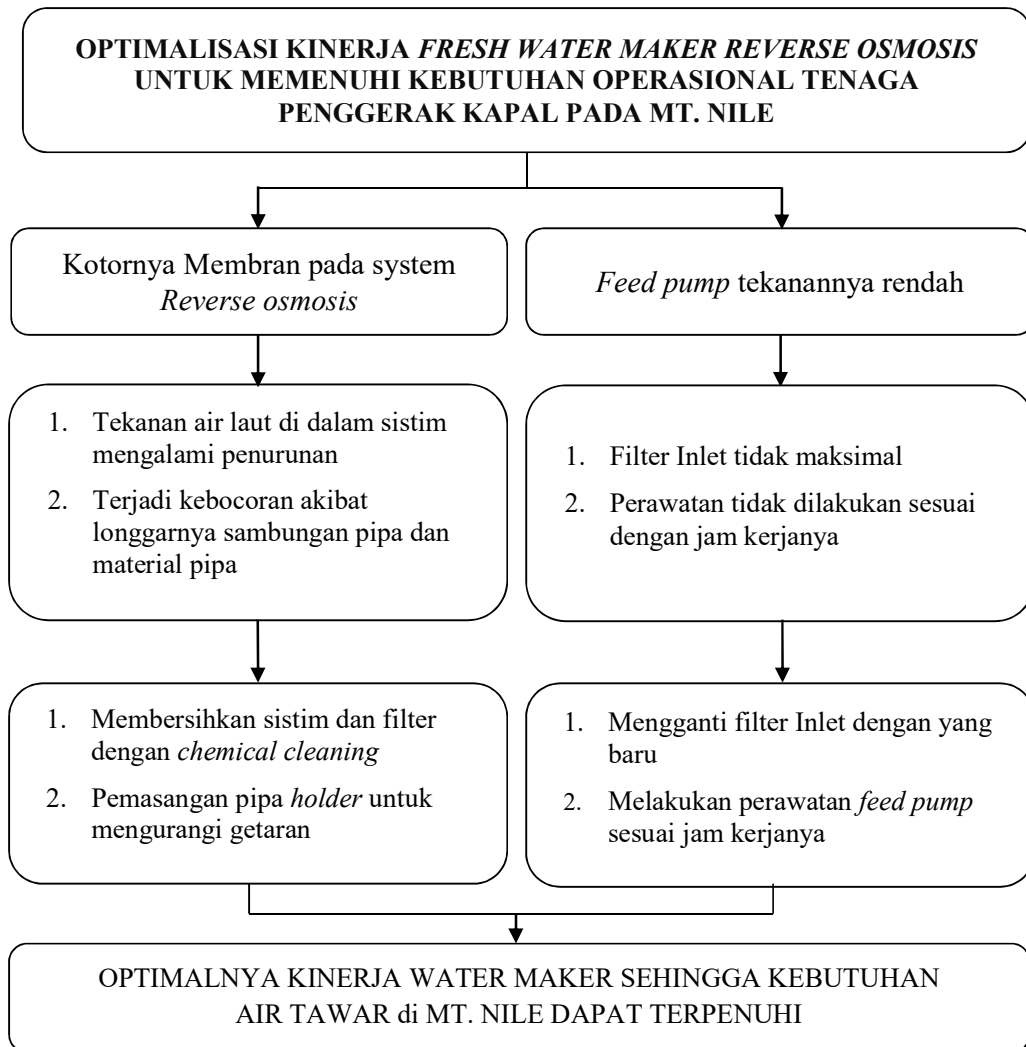 OPTIMALISASI KINERJA FRESH WATER MAKER REVERSE OSMOSIS
UNTUK MEMENUHI KEBUTUHAN OPERASIONAL TENAGA
PENGGERAK KAPAL PADA MT. NILE
Kotornya Membran pada system
Reverse osmosis
Feed pump tekanannya rendah
1. Tekanan air laut di dalam sistim
mengalami penurunan
2. Terjadi kebocoran akibat
longgarnya sambungan pipa dan
material pipa
1. Filter Inlet tidak maksimal
2. Perawatan tidak dilakukan sesuai
dengan jam kerjanya
1. Membersihkan sistim dan filter
dengan chemical cleaning
2. Pemasangan pipa holder untuk
mengurangi getaran
1. Mengganti filter Inlet dengan yang
baru
2. Melakukan perawatan feed pump
sesuai jam kerjanya
OPTIMALNYA KINERJA WATER MAKER SEHINGGA KEBUTUHAN
AIR TAWAR di MT. NILE DAPAT TERPENUHI